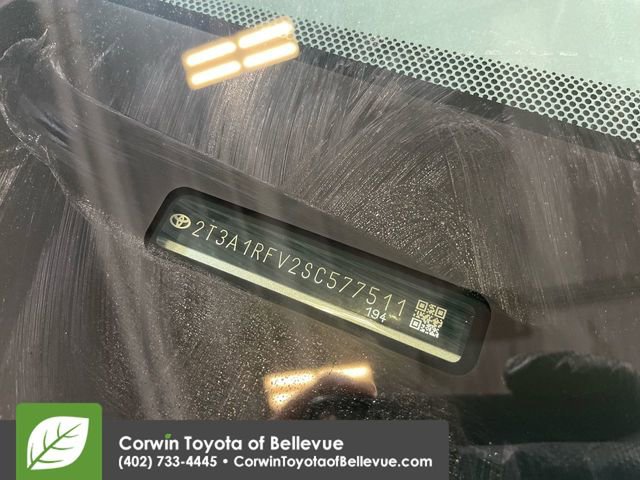 2T3A1RFV2SC577511
194
Corwin Toyota of Bellevue
(402) 733-4445 • CorwinToyotaofBellevue.com